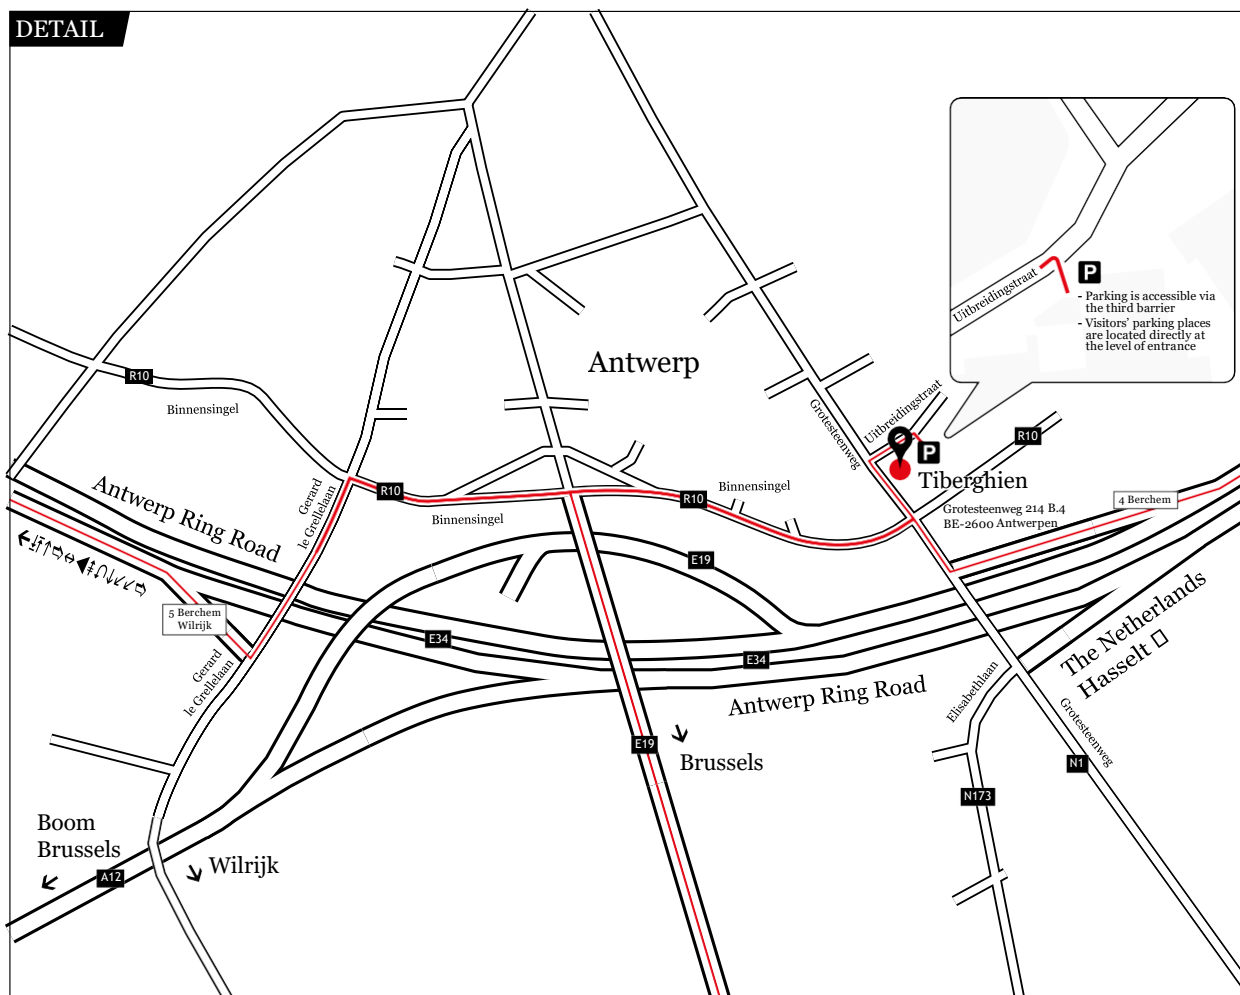 DETAIL
P
Uitbreidingstraat
- Parking is accessible via
the third barrier
- Visitors' parking places
are located directly at
the level of entrance
Antwerp
R10
Binnensingel
Grotesteenweg
Uitbreidingstraat
P
R10
Tiberghien
Grotesteenweg 214 B.4
BE-2600 Antwerpen
4 Berchem
Antwerp Ring Road
Gerard
le Grellelaan
R10
Binnensingel
R10
Binnensingel
E19
5 Berchem
Wilrijk
E34
E34
Gerard
le Grellelaan
Antwerp Ring Road
The Netherlands
Hasselt
Elisabethlaan
Grotesteenweg
E19
Brussels
N1
N173
Boom
Brussels
A12
Wilrijk